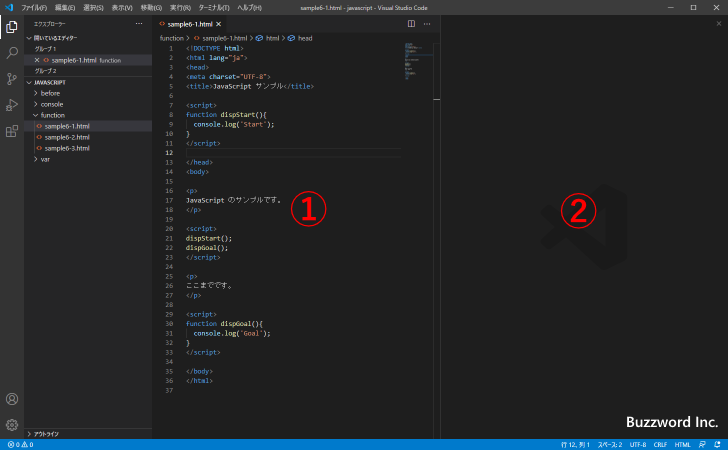 ファイル(F) 編集(E) 選択(S) 表示(V) 移動(G) 実行(R) ターミナル(T) ヘルプ(H) sample6-1.html - javascript - Visual Studio Code
エクスプローラー ···
開いているエディター
グループ 1
sample6-1.html function
グループ 2
JAVASCRIPT
before
console
function
sample6-1.html
sample6-2.html
sample6-3.html
var
アウトライン
sample6-1.html
function > sample6-1.html > html > head
1 <!DOCTYPE html>
2 <html lang="ja">
3 <head>
4 <meta charset="UTF-8">
5 <title>JavaScript サンプル</title>
6
7 <script>
8 function dispStart(){
9 console.log('Start');
10 }
11 </script>
12
13 </head>
14 <body>
15
16 <p>
17 JavaScript のサンプルです。
18 </p>
19
20 <script>
21 dispStart();
22 dispGoal();
23 </script>
24
25 <p>
26 ここまでです。
27 </p>
28
29 <script>
30 function dispGoal(){
31 console.log('Goal');
32 }
33 </script>
34
35 </body>
36 </html>
37
① ②
Buzzword Inc.
0 0 行 12, 列 1 スペース: 2 UTF-8 CRLF HTML